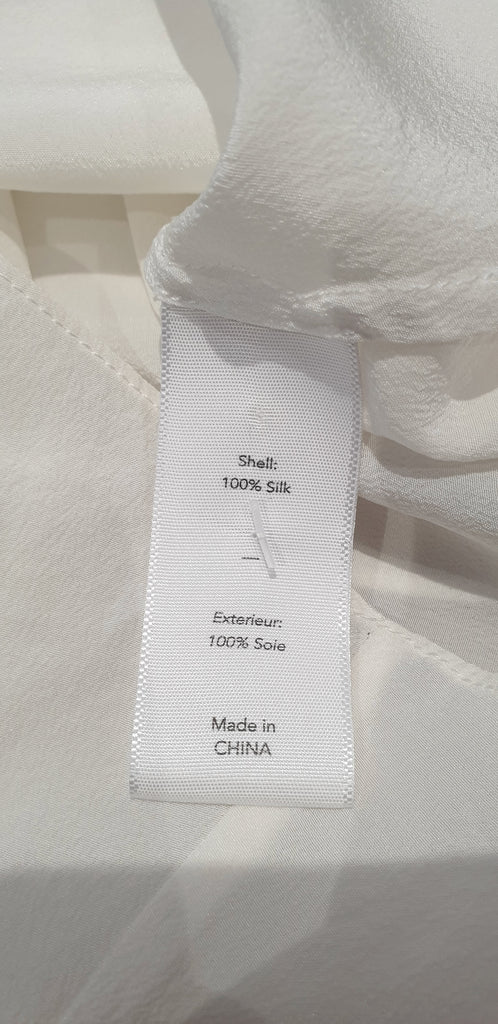 Shell:
100% Silk
Exterieur:
100% Soie
Made in
CHINA